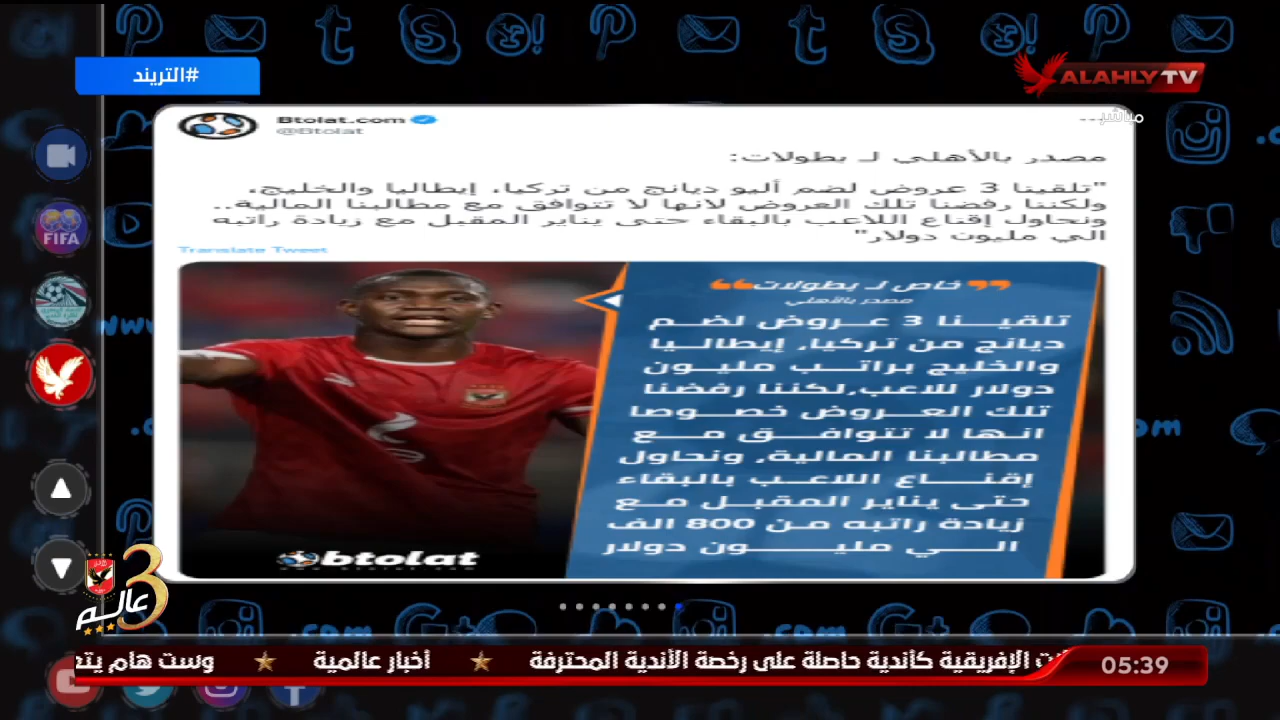 #التريند
ALAHLY TV
مباشر
Btolat.com
@Btolat
مصدر بالأهلي لـ بطولات:
"تلقينا 3 عروض لضم أليو ديانج من تركيا، إيطاليا والخليج،
ولكننا رفضنا تلك العروض لانها لا تتوافق مع مطالبنا المالية..
ونحاول إقناع اللاعب بالبقاء حتى يناير المقبل مع زيادة راتبه
الي مليون دولار"
Translate Tweet
خاص لـ بطولات
مصدر بالأهلي
تلقينا 3 عروض لضم
ديانج من تركيا، إيطاليا
والخليج براتب مليون
دولار للاعب,لكننا رفضنا
تلك العروض خصوصا
انها لا تتوافق مع
مطالبنا المالية, ونحاول
إقناع اللاعب بالبقاء
حتى يناير المقبل مع
زيادة راتبه من 800 الف
الي مليون دولار
btolat
FIFA
3
عالم
الإفريقية كأندية حاصلة على رخصة الأندية المحترفة
أخبار عالمية
وست هام
05:39